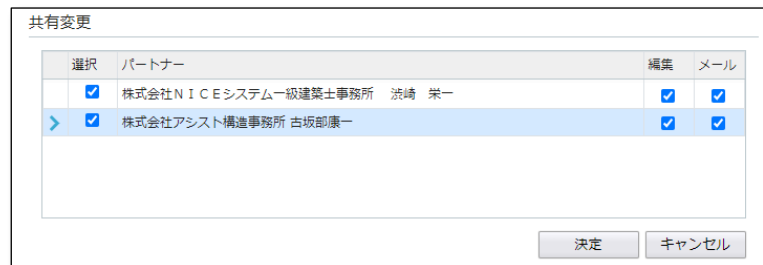 共有変更
選択 パートナー 編集 メール
株式会社NICEシステム一級建築士事務所 渋崎 栄一
株式会社アシスト構造事務所 古坂部康一
決定 キャンセル